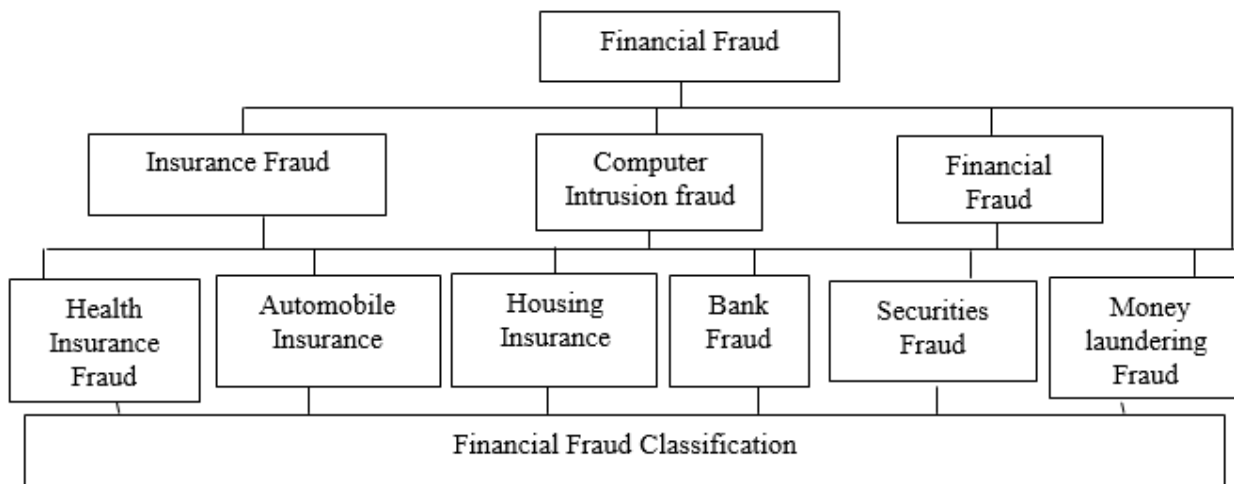 Financial Fraud
Insurance Fraud
Computer
Intrusion fraud
Financial
Fraud
Health
Insurance
Fraud
Automobile
Insurance
Housing
Insurance
Bank
Fraud
Securities
Fraud
Money
laundering
Fraud
Financial Fraud Classification